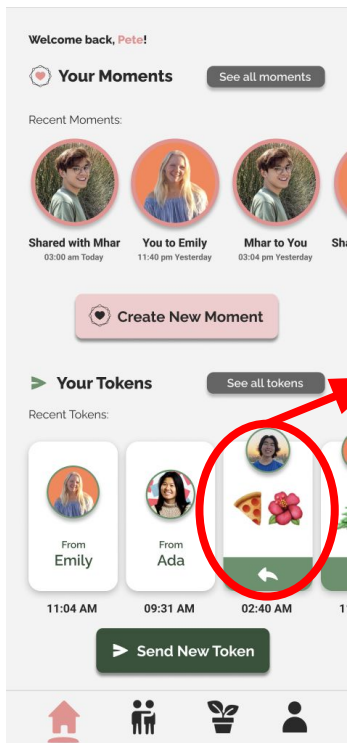 Welcome back, Pete!
Your Moments
See all moments
Recent Moments:
Shared with Mhar
You to Emily
Mhar to You
Sha
03:00 am Today
11:40 pm Yesterday
03:04 pm Yesterday
Create New Moment
Your Tokens
See all tokens
Recent Tokens:
From
Emily
From
Ada
11:04 AM
09:31 AM
02:40 AM
1
Send New Token